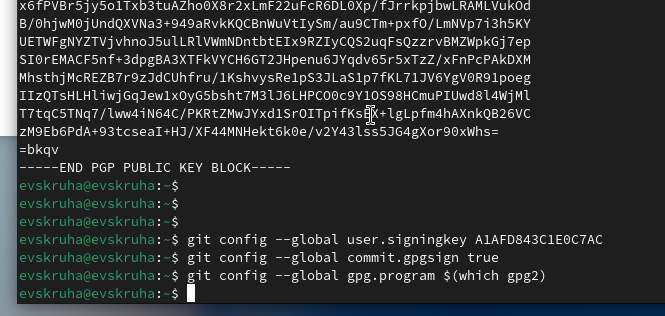 x6fPVBr5jy5o1Txb3tuAZho0X8r2xLmF22uFcR6DL0Xp/fJrrkpjbwLRAMLVukOd
B/0hjwM0jUndQXVNa3+949aRvkKQCBnWuVtIySm/au9CTm+pxfO/LmNVp7i3h5KY
UETWFgNYZTVjvhnoJ5ulLRlVWmNDntbtEIx9RZIyCQS2uqFsQzzrvBMZWpkGj7ep
SI0rEMACF5nf+3dpgBA3XTFkVYCH6GT2JHpenu6JYqdv65r5xTzZ/xFnPcPAkDXM
MhsthjMcREZB7r9zJdCUhfru/1KshvysRe1pS3JLaS1p7fKL71JV6YgV0R91poeg
IIzQTsHLHliwjGqJew1xOyG5bsht7M3lJ6LHPCO0c9Y1OS98HCmuPIUwd8l4WjMl
T7tqC5TNq7/lww4iN64C/PKRtZMwJYxd1SrOITpifKsEX+lgLpfm4hAXnkQB26VC
zM9Eb6PdA+93tcseaI+HJ/XF44MNHekt6k0e/v2Y43lss5JG4gXor90xWhs=
=bkqv
-----END PGP PUBLIC KEY BLOCK-----
evskruha@evskruha:~$
evskruha@evskruha:~$
evskruha@evskruha:~$
evskruha@evskruha:~$ git config --global user.signingkey A1AFD843C1E0C7AC
evskruha@evskruha:~$ git config --global commit.gpgsign true
evskruha@evskruha:~$ git config --global gpg.program $(which gpg2)
evskruha@evskruha:~$